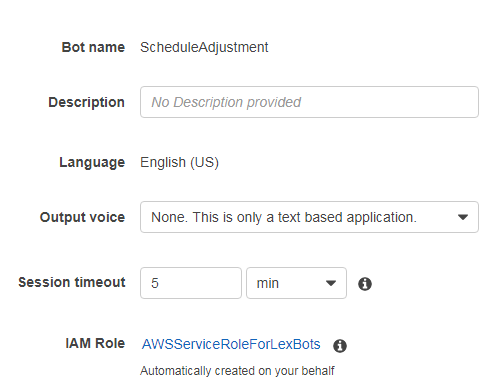 Bot name ScheduleAdjustment
Description No Description provided
Language English (US)
Output voice None. This is only a text based application.
Session timeout 5 min
IAM Role AWSServiceRoleForLexBots
Automatically created on your behalf